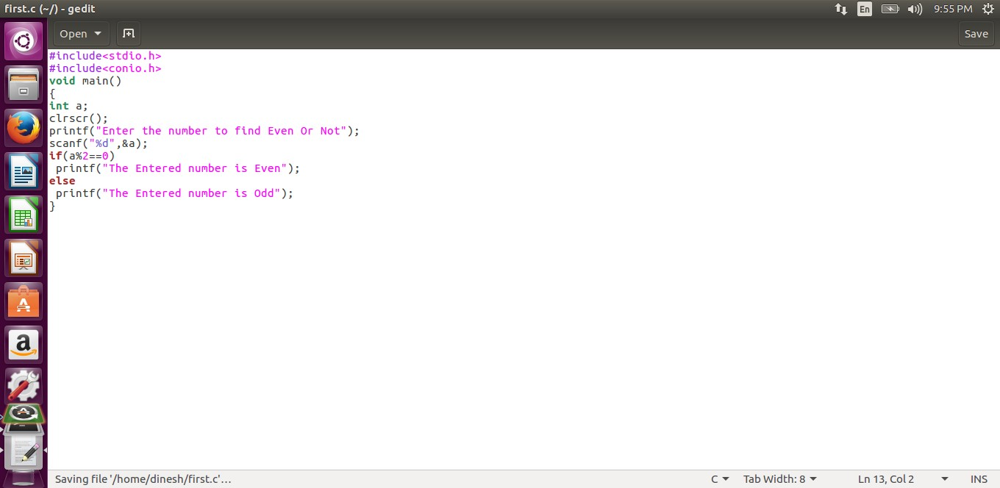 first.c (~/) - gedit
En
9:55 PM
Open
Save
#include<stdio.h>
#include<conio.h>
void main()
{
int a;
clrscr();
printf("Enter the number to find Even Or Not");
scanf("%d",&a);
if(a%2==0)
 printf("The Entered number is Even");
else
 printf("The Entered number is Odd");
}
a
Saving file '/home/dinesh/first.c'...
C
Tab Width: 8
Ln 13, Col 2
INS